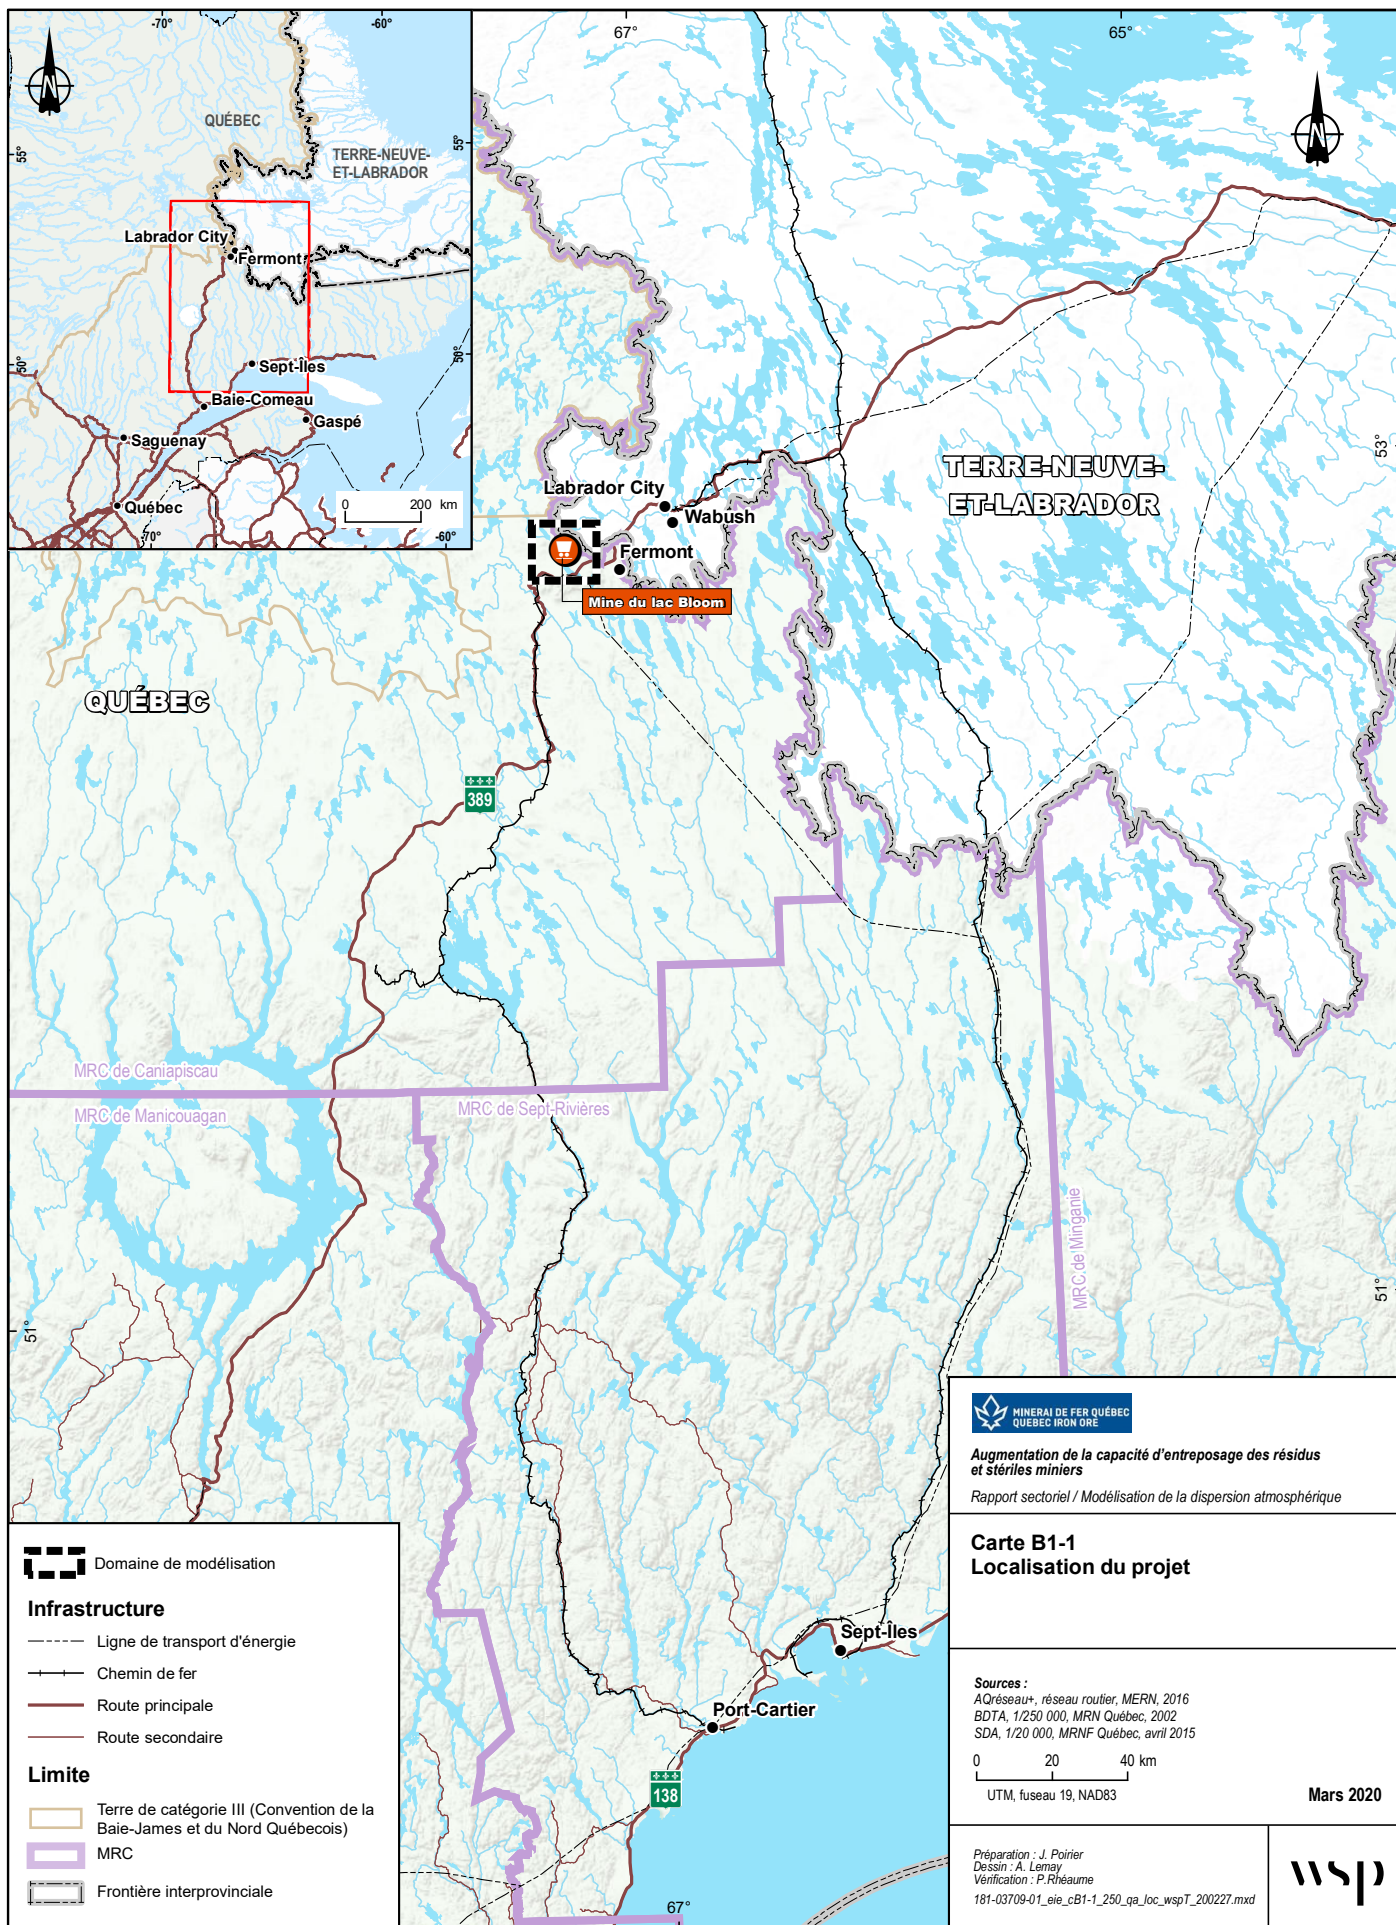 -70°
-60°
N
QUÉBEC
TERRE-NEUVE-
ET-LABRADOR
55°
55°
Labrador City
Fermont
50°
50°
Sept-Îles
Baie-Comeau
Gaspé
Saguenay
Québec
0 200 km
-70°
-60°
67°
65°
N
53°
TERRE-NEUVE-
ET-LABRADOR
Labrador City
Wabush
Fermont
Mine du lac Bloom
QUÉBEC
389
MRC de Caniapiscau
MRC de Manicouagan
MRC de Sept-Rivières
MRC de Minganie
51°
51°
Sept-Îles
Port-Cartier
138
67°
Domaine de modélisation
Infrastructure
Ligne de transport d'énergie
Chemin de fer
Route principale
Route secondaire
Limite
Terre de catégorie III (Convention de la
Baie-James et du Nord Québecois)
MRC
Frontière interprovinciale
MINERAI DE FER QUÉBEC
QUEBEC IRON ORE
Augmentation de la capacité d'entreposage des résidus
et stériles miniers
Rapport sectoriel / Modélisation de la dispersion atmosphérique
Carte B1-1
Localisation du projet
Sources :
AQréseau+, réseau routier, MERN, 2016
BDTA, 1/250 000, MRN Québec, 2002
SDA, 1/20 000, MRNF Québec, avril 2015
0 20 40 km
UTM, fuseau 19, NAD83
Mars 2020
Préparation : J. Poirier
Dessin : A. Lemay
Vérification : P.Rhéaume
181-03709-01_eie_cB1-1_250_qa_loc_wspT_200227.mxd
wsp